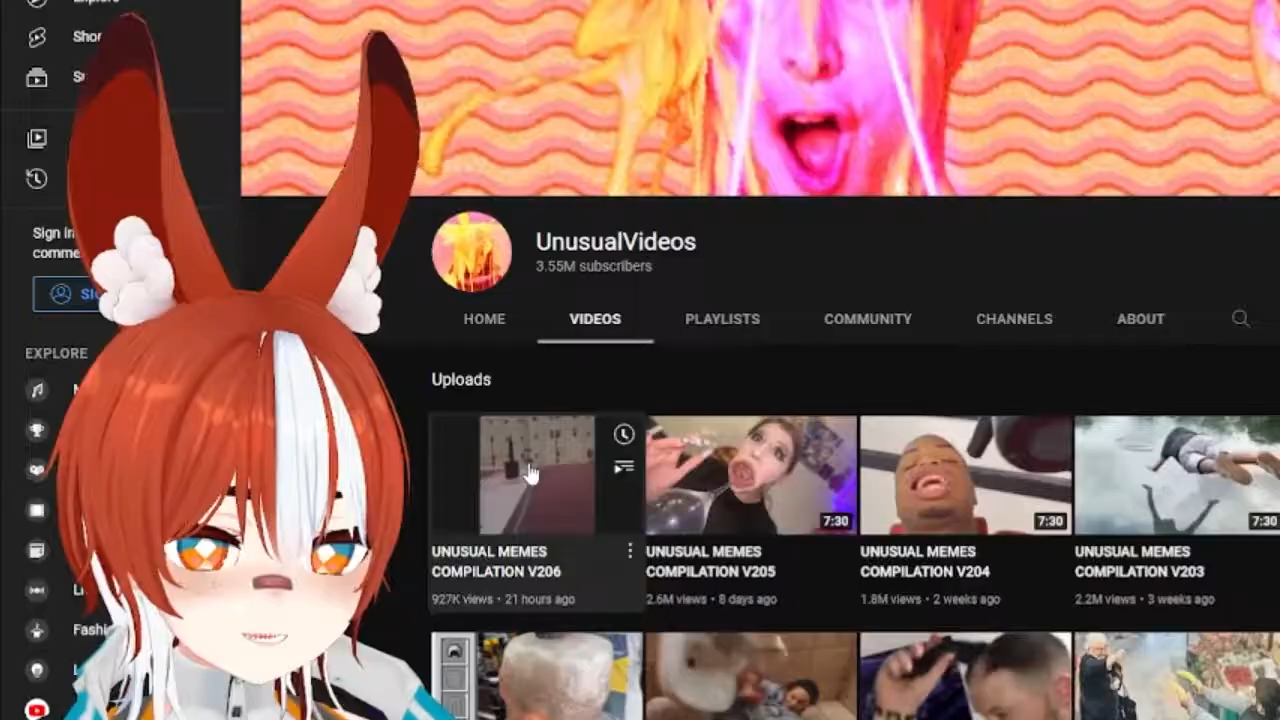 UnusualVideos
3.55M subscribers
HOME VIDEOS PLAYLISTS COMMUNITY CHANNELS ABOUT
EXPLORE
Uploads
7:30 7:30 7:30
UNUSUAL MEMES COMPILATION V206
927K views • 21 hours ago
UNUSUAL MEMES COMPILATION V205
2.6M views • 8 days ago
UNUSUAL MEMES COMPILATION V204
1.8M views • 2 weeks ago
UNUSUAL MEMES COMPILATION V203
2.2M views • 3 weeks ago
Sign in